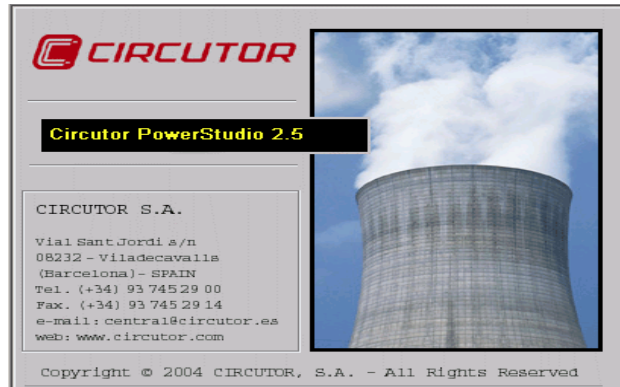 CIRCUTOR
Circutor PowerStudio 2.5
CIRCUTOR S.A.
Vial Sant Jordi s/n
08232 - Viladecavalls
(Barcelona) - SPAIN
Tel. (+34) 93 745 29 00
Fax. (+34) 93 745 29 14
e-mail: central@circutor.es
web: www.circutor.com
Copyright © 2004 CIRCUTOR, S.A. - All Rights Reserved